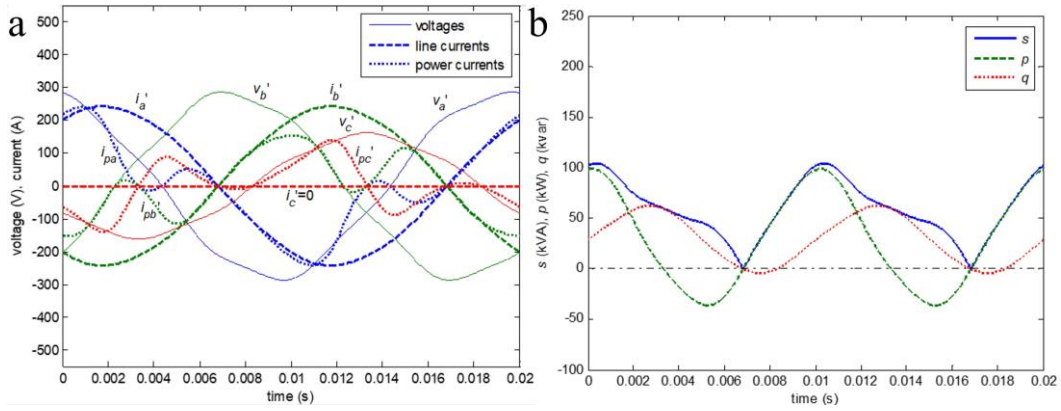 a
500
400
300
200
100
0
-100
-200
-300
-400
-500
voltage (V), current (A)
voltages
line currents
power currents
i_a'
v_b'
i_b'
v_a'
v_c'
i_pa'
i_pc'
i_pb'
i_c'=0
0 0.002 0.004 0.006 0.008 0.01 0.012 0.014 0.016 0.018 0.02
time (s)
b
250
200
150
100
50
0
-50
-100
s (kVA), p (kW), q (kvar)
s
p
q
0 0.002 0.004 0.006 0.008 0.01 0.012 0.014 0.016 0.018 0.02
time (s)